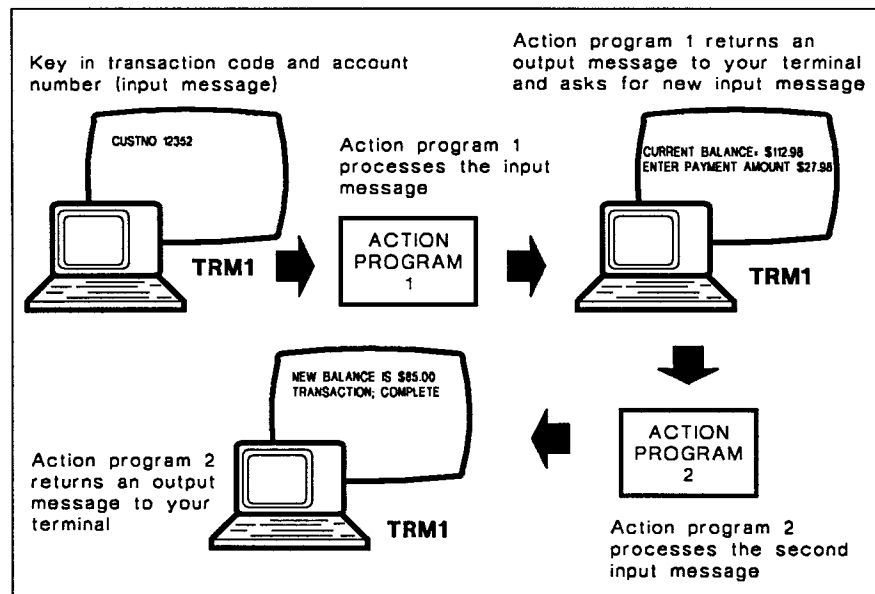 Key in transaction code and account
number (input message)
CUSTNO 12352
TRM1
Action program 1
processes the input
message
ACTION
PROGRAM
1
Action program 1 returns an
output message to your terminal
and asks for new input message
CURRENT BALANCE: $112.98
ENTER PAYMENT AMOUNT $27.98
TRM1
ACTION
PROGRAM
2
Action program 2
processes the second
input message
NEW BALANCE IS $85.00
TRANSACTION; COMPLETE
TRM1
Action program 2
returns an output
message to your
terminal